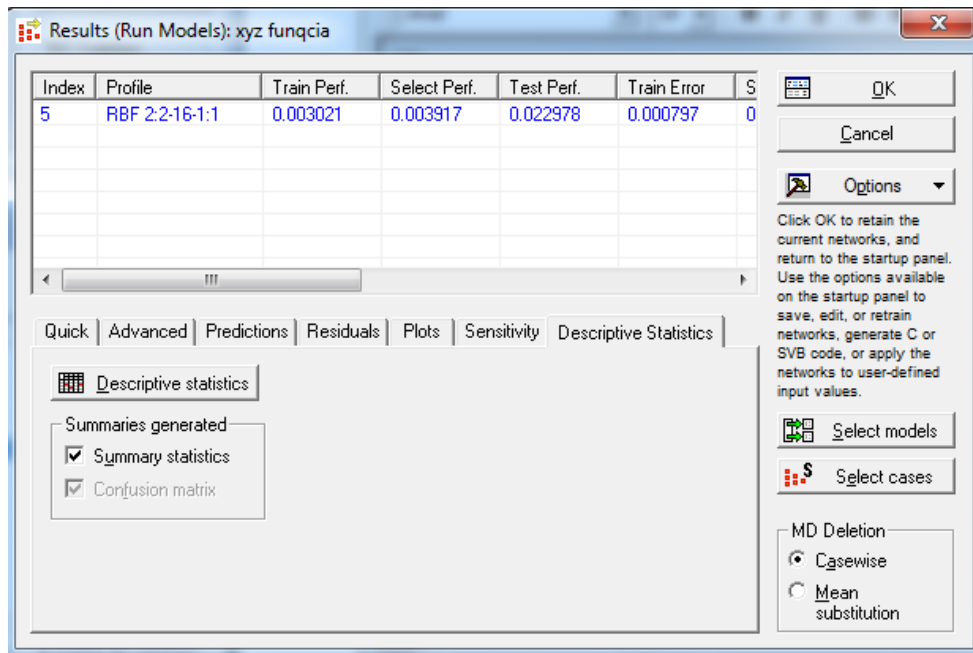 Results (Run Models): xyz funqcia
Index Profile Train Perf. Select Perf. Test Perf. Train Error S
5 RBF 2:2-16-1:1 0.003021 0.003917 0.022978 0.000797 0
OK
Cancel
Options
Click OK to retain the
current networks, and
return to the startup panel.
Use the options available
on the startup panel to
save, edit, or retrain
networks, generate C or
SVB code, or apply the
networks to user-defined
input values.
Quick Advanced Predictions Residuals Plots Sensitivity Descriptive Statistics
Descriptive statistics
Summaries generated
Summary statistics
Confusion matrix
Select models
S Select cases
MD Deletion
Casewise
Mean
substitution